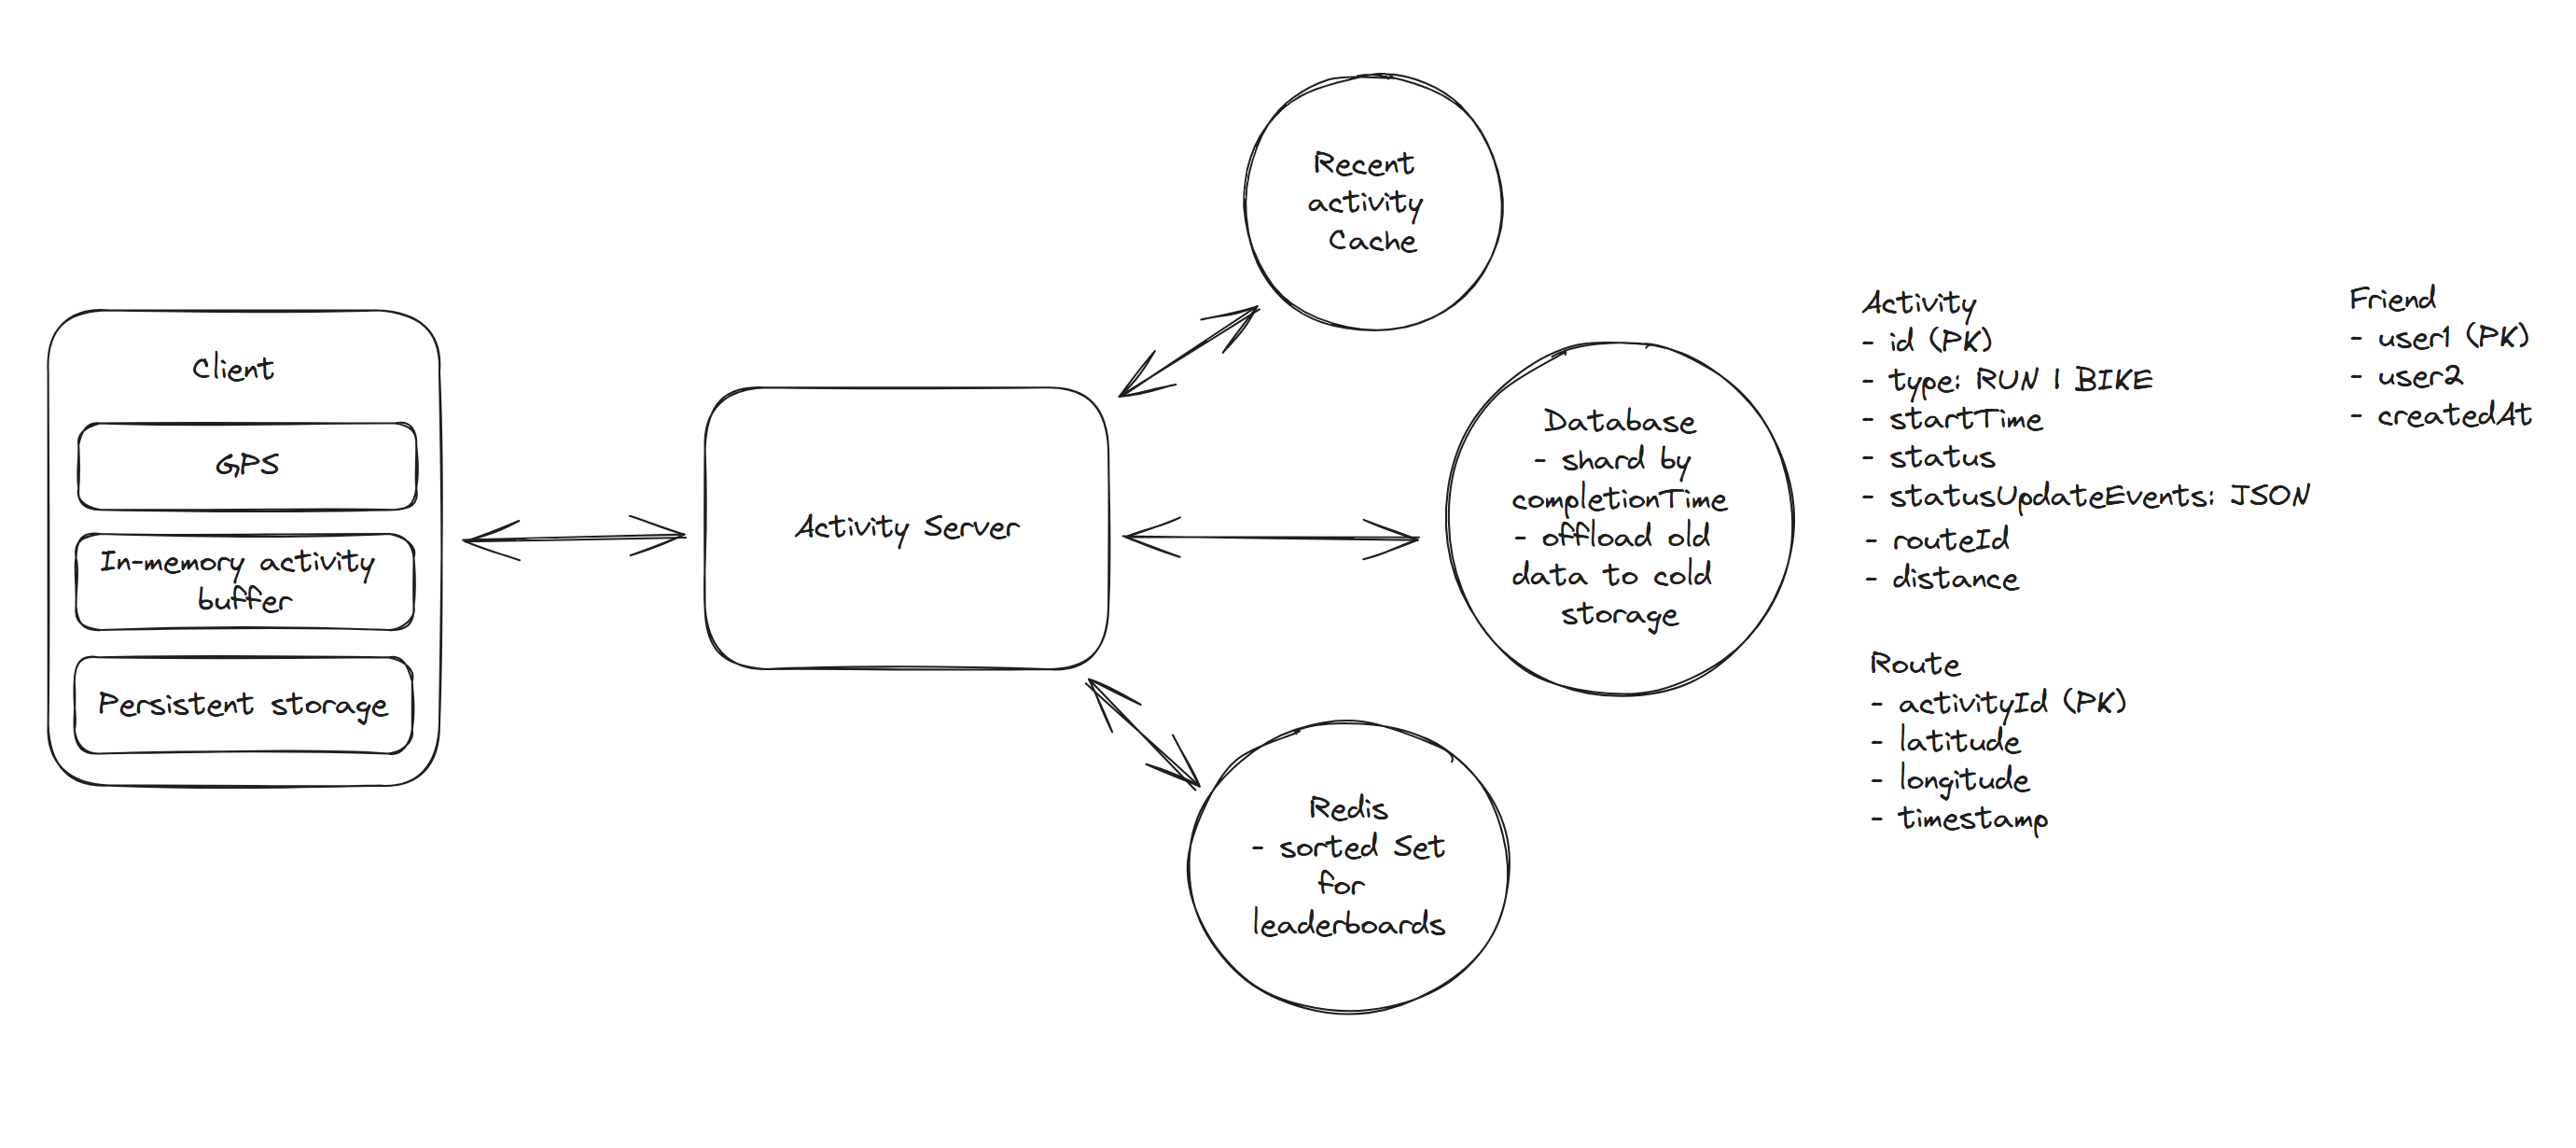 Client
GPS
In-memory activity
buffer
Persistent storage
Activity Server
Recent
activity
Cache
Database
- shard by
completionTime
- offload old
data to cold
storage
Redis
- sorted Set
for
leaderboards
Activity
- id (PK)
- type: RUN | BIKE
- startTime
- status
- statusUpdateEvents: JSON
- routeId
- distance
Route
- activityId (PK)
- latitude
- longitude
- timestamp
Friend
- user1 (PK)
- user2
- createdAt